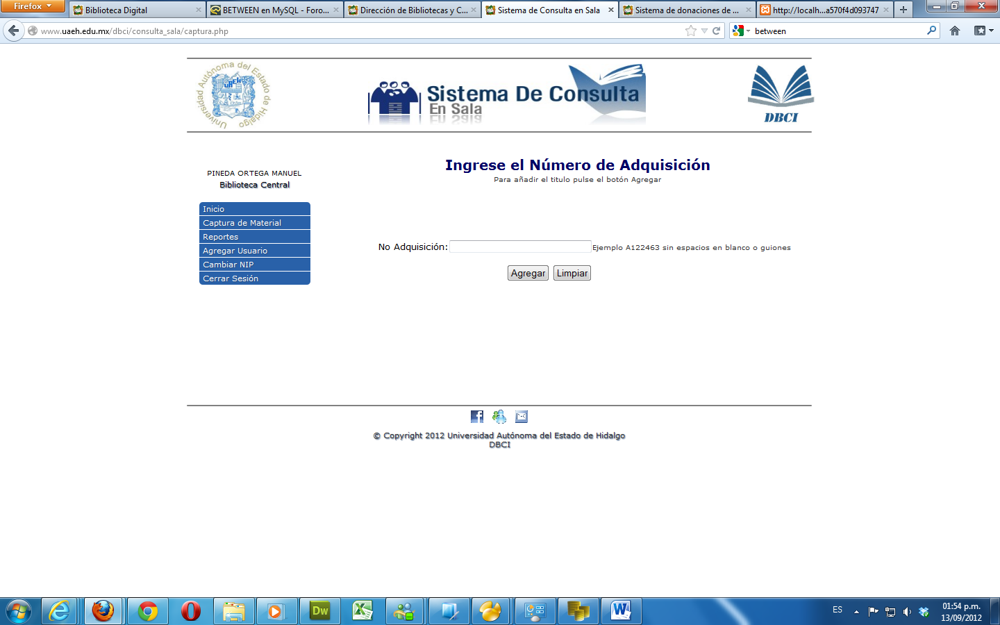 Firefox
Biblioteca Digital
BETWEEN en MySQL - Foro...
Dirección de Bibliotecas y C...
Sistema de Consulta en Sala
Sistema de donaciones de ...
http://localh...a570f4d093747
www.uaeh.edu.mx/dbci/consulta_sala/captura.php
between
Universidad Autónoma del Estado de Hidalgo
UAEH
Sistema De Consulta
En Sala
DBCI
PINEDA ORTEGA MANUEL
Biblioteca Central
Inicio
Captura de Material
Reportes
Agregar Usuario
Cambiar NIP
Cerrar Sesión
Ingrese el Número de Adquisición
Para añadir el titulo pulse el botón Agregar
No Adquisición: Ejemplo A122463 sin espacios en blanco o guiones
Agregar Limpiar
© Copyright 2012 Universidad Autónoma del Estado de Hidalgo
DBCI
Dw
ES
01:54 p.m.
13/09/2012